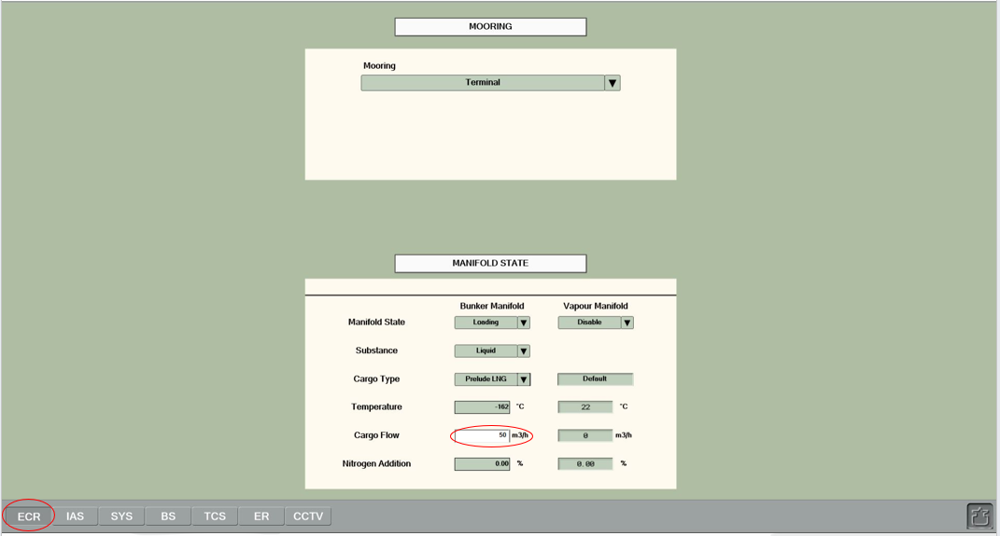 MOORING
Mooring
Terminal
MANIFOLD STATE
Bunker Manifold Vapour Manifold
Manifold State Loading Disable
Substance Liquid
Cargo Type Prelude LNG Default
Temperature -162 °C 22 °C
Cargo Flow 50 m3/h 0 m3/h
Nitrogen Addition 0.00 % 0.00 %
ECR IAS SYS BS TCS ER CCTV